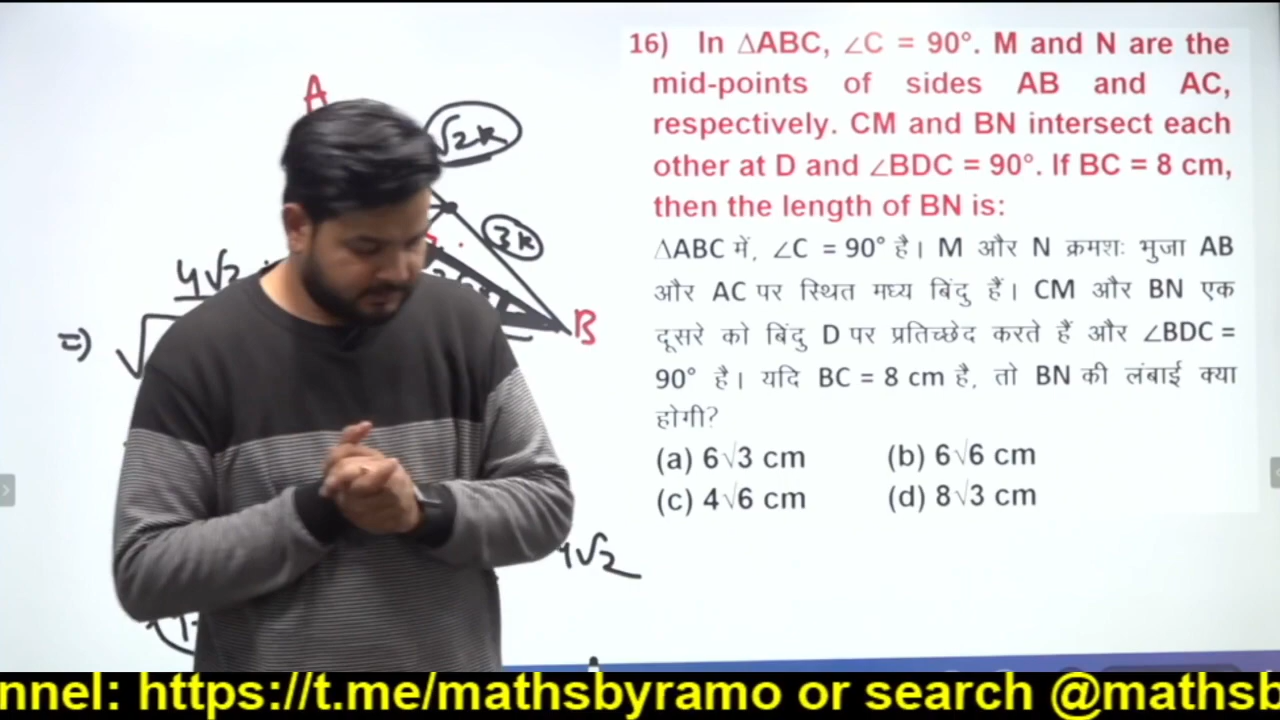 16) In △ABC, ∠C = 90°. M and N are the
mid-points of sides AB and AC,
respectively. CM and BN intersect each
other at D and ∠BDC = 90°. If BC = 8 cm,
then the length of BN is:
△ABC में, ∠C = 90° है। M और N क्रमशः भुजा AB
और AC पर स्थित मध्य बिंदु हैं। CM और BN एक
दूसरे को बिंदु D पर प्रतिच्छेद करते हैं और ∠BDC =
90° है। यदि BC = 8 cm है, तो BN की लंबाई क्या
होगी?
(a) 6√3 cm (b) 6√6 cm
(c) 4√6 cm (d) 8√3 cm
A
√2k
3k
4√2
B
=)
4√2
nnel: https://t.me/mathsbyramo or search @mathsb